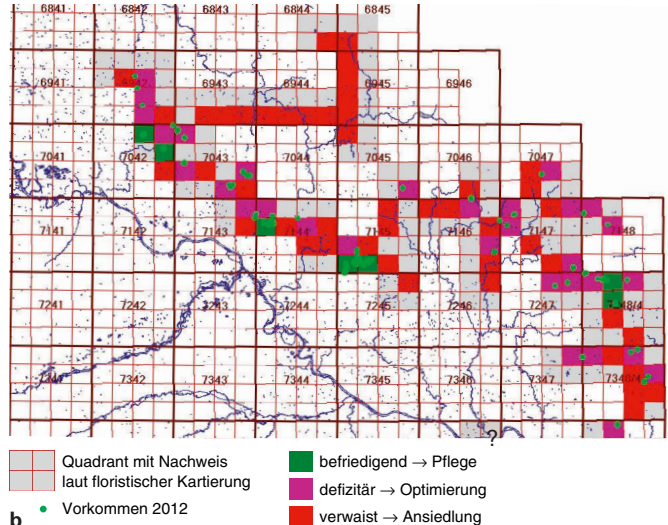 6841 6842 6843 6844 6845
6941 6942 6943 6944 6945 6946
7041 7042 7043 7044 7045 7046 7047
7141 7142 7143 7144 7145 7146 7147 7148
7241 7242 7243 7244 7245 7246 7247 7248/4
7341 7342 7343 7344 7345 7346 7347 7348/4
?
Quadrant mit Nachweis
laut floristischer Kartierung
Vorkommen 2012
b
befriedigend → Pflege
defizitär → Optimierung
verwaist → Ansiedlung